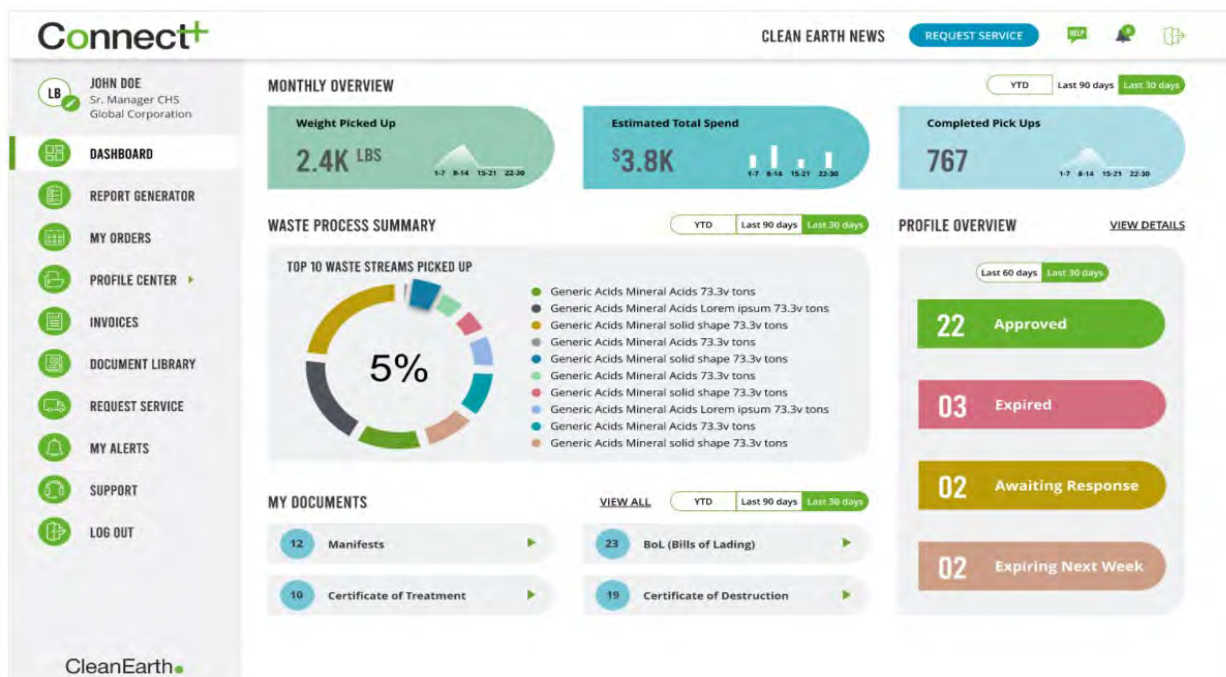 Connect+
CLEAN EARTH NEWS
REQUEST SERVICE
HELP
LB
JOHN DOE
Sr. Manager CHS
Global Corporation
DASHBOARD
REPORT GENERATOR
MY ORDERS
PROFILE CENTER
INVOICES
DOCUMENT LIBRARY
REQUEST SERVICE
MY ALERTS
SUPPORT
LOG OUT
CleanEarth
MONTHLY OVERVIEW
YTD Last 90 days Last 30 days
Weight Picked Up
2.4K LBS
1-7 8-14 15-21 22-30
Estimated Total Spend
$3.8K
1-7 8-14 15-21 22-30
Completed Pick Ups
767
1-7 8-14 15-21 22-30
WASTE PROCESS SUMMARY
YTD Last 90 days Last 30 days
TOP 10 WASTE STREAMS PICKED UP
5%
Generic Acids Mineral Acids 73.3v tons
Generic Acids Mineral Acids Lorem ipsum 73.3v tons
Generic Acids Mineral solid shape 73.3v tons
Generic Acids Mineral Acids 73.3v tons
Generic Acids Mineral solid shape 73.3v tons
Generic Acids Mineral Acids 73.3v tons
Generic Acids Mineral solid shape 73.3v tons
Generic Acids Mineral Acids Lorem ipsum 73.3v tons
Generic Acids Mineral Acids 73.3v tons
Generic Acids Mineral solid shape 73.3v tons
PROFILE OVERVIEW
VIEW DETAILS
Last 60 days Last 30 days
22 Approved
03 Expired
02 Awaiting Response
02 Expiring Next Week
MY DOCUMENTS
VIEW ALL
YTD Last 90 days Last 30 days
12 Manifests
23 BoL (Bills of Lading)
10 Certificate of Treatment
19 Certificate of Destruction